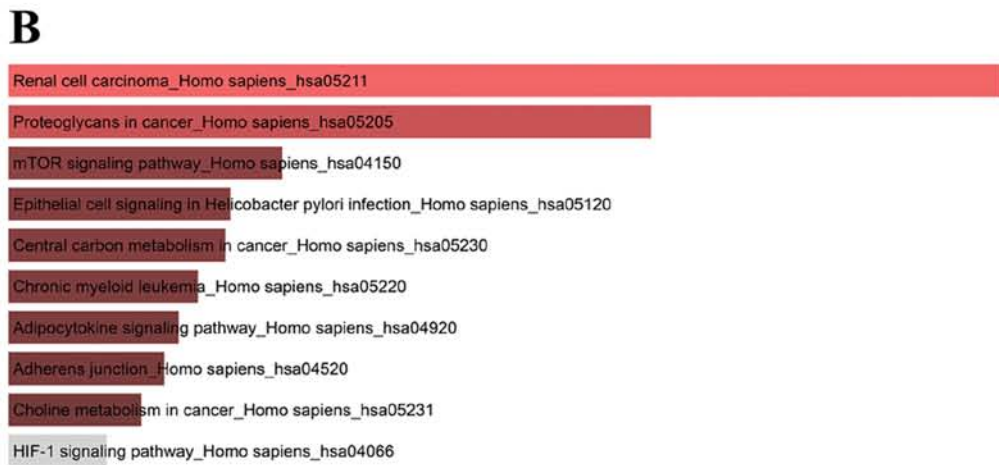 B
Renal cell carcinoma_Homo sapiens_hsa05211
Proteoglycans in cancer_Homo sapiens_hsa05205
mTOR signaling pathway_Homo sapiens_hsa04150
Epithelial cell signaling in Helicobacter pylori infection_Homo sapiens_hsa05120
Central carbon metabolism in cancer_Homo sapiens_hsa05230
Chronic myeloid leukemia_Homo sapiens_hsa05220
Adipocytokine signaling pathway_Homo sapiens_hsa04920
Adherens junction_Homo sapiens_hsa04520
Choline metabolism in cancer_Homo sapiens_hsa05231
HIF-1 signaling pathway_Homo sapiens_hsa04066